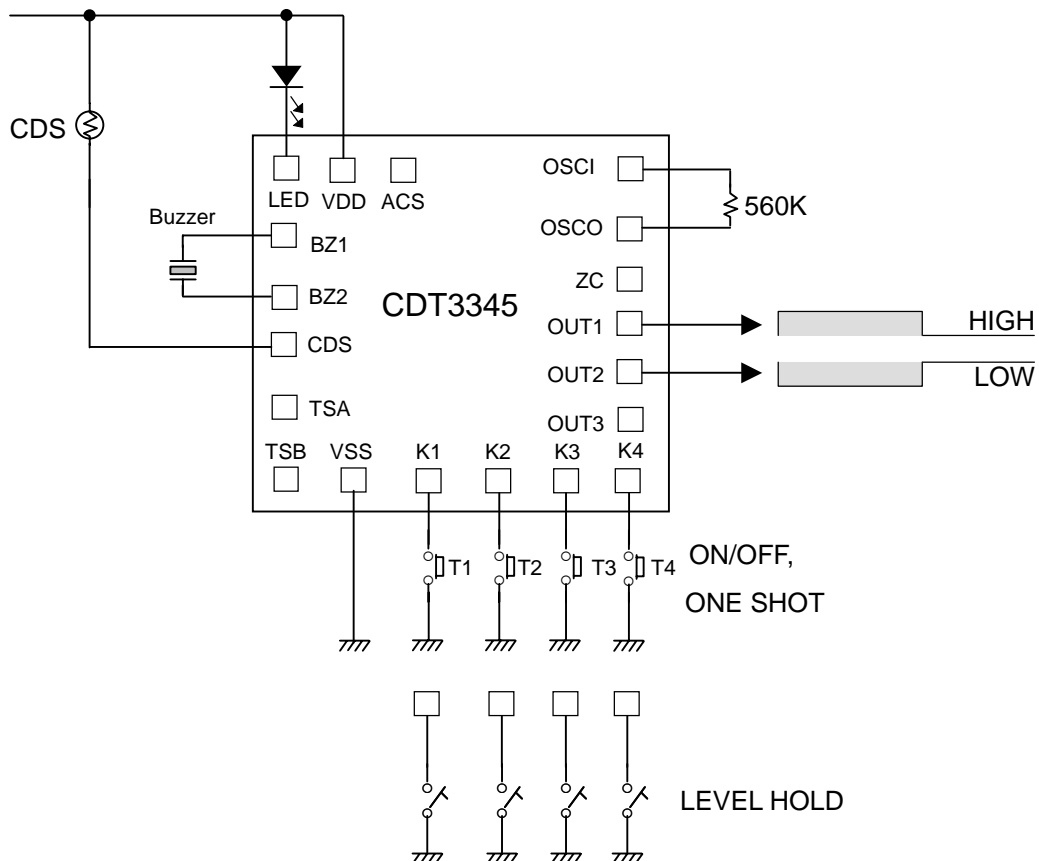 CDS
LED
VDD
ACS
OSCI
560K
Buzzer
BZ1
OSCO
BZ2
CDT3345
ZC
CDS
OUT1
HIGH
OUT2
LOW
TSA
OUT3
TSB
VSS
K1
K2
K3
K4
T1
T2
T3
T4
ON/OFF,
ONE SHOT
LEVEL HOLD